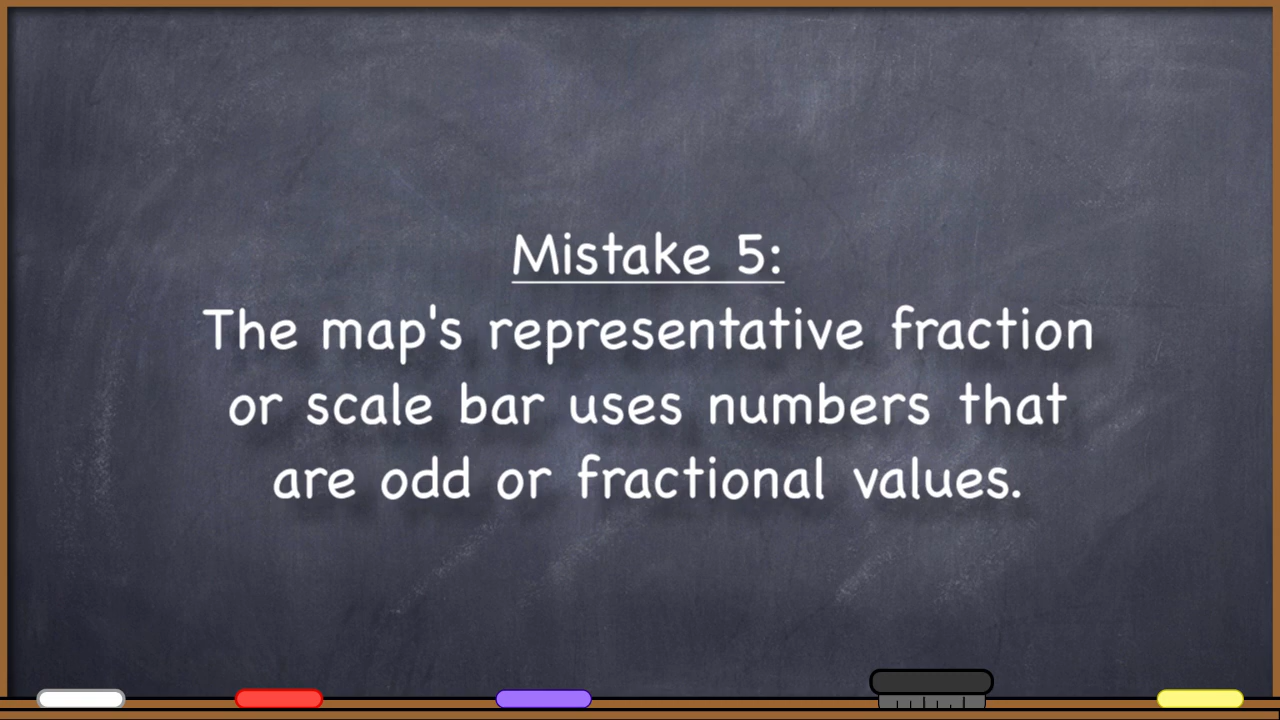 Mistake 5:
The map's representative fraction
or scale bar uses numbers that
are odd or fractional values.